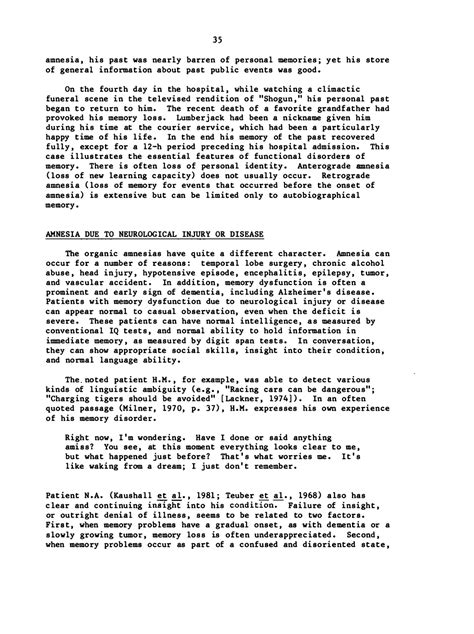 35
amnesia, his past was nearly barren of personal memories; yet his store
of general information about past public events was good.
On the fourth day in the hospital, while watching a climactic
funeral scene in the televised rendition of "Shogun," his personal past
began to return to him. The recent death of a favorite grandfather had
provoked his memory loss. Lumberjack had been a nickname given him
during his time at the courier service, which had been a particularly
happy time of his life. In the end his memory of the past recovered
fully, except for a 12-h period preceding his hospital admission. This
case illustrates the essential features of functional disorders of
memory. There is often loss of personal identity. Anterograde amnesia
(loss of new learning capacity) does not usually occur. Retrograde
amnesia (loss of memory for events that occurred before the onset of
amnesia) is extensive but can be limited only to autobiographical
memory.
AMNESIA DUE TO NEUROLOGICAL INJURY OR DISEASE
The organic amnesias have quite a different character. Amnesia can
occur for a number of reasons: temporal lobe surgery, chronic alcohol
abuse, head injury, hypotensive episode, encephalitis, epilepsy, tumor,
and vascular accident. In addition, memory dysfunction is often a
prominent and early sign of dementia, including Alzheimer's disease.
Patients with memory dysfunction due to neurological injury or disease
can appear normal to casual observation, even when the deficit is
severe. These patients can have normal intelligence, as measured by
conventional IQ tests, and normal ability to hold information in
immediate memory, as measured by digit span tests. In conversation,
they can show appropriate social skills, insight into their condition,
and normal language ability.
The noted patient H.M., for example, was able to detect various
kinds of linguistic ambiguity (e.g., "Racing cars can be dangerous";
"Charging tigers should be avoided" [Lackner, 1974]). In an often
quoted passage (Milner, 1970, p. 37), H.M. expresses his own experience
of his memory disorder.
Right now, I'm wondering. Have I done or said anything
amiss? You see, at this moment everything looks clear to me,
but what happened just before? That's what worries me. It's
like waking from a dream; I just don't remember.
Patient N.A. (Kaushall et al., 1981; Teuber et al., 1968) also has
clear and continuing insight into his condition. Failure of insight,
or outright denial of illness, seems to be related to two factors.
First, when memory problems have a gradual onset, as with dementia or a
slowly growing tumor, memory loss is often underappreciated. Second,
when memory problems occur as part of a confused and disoriented state,